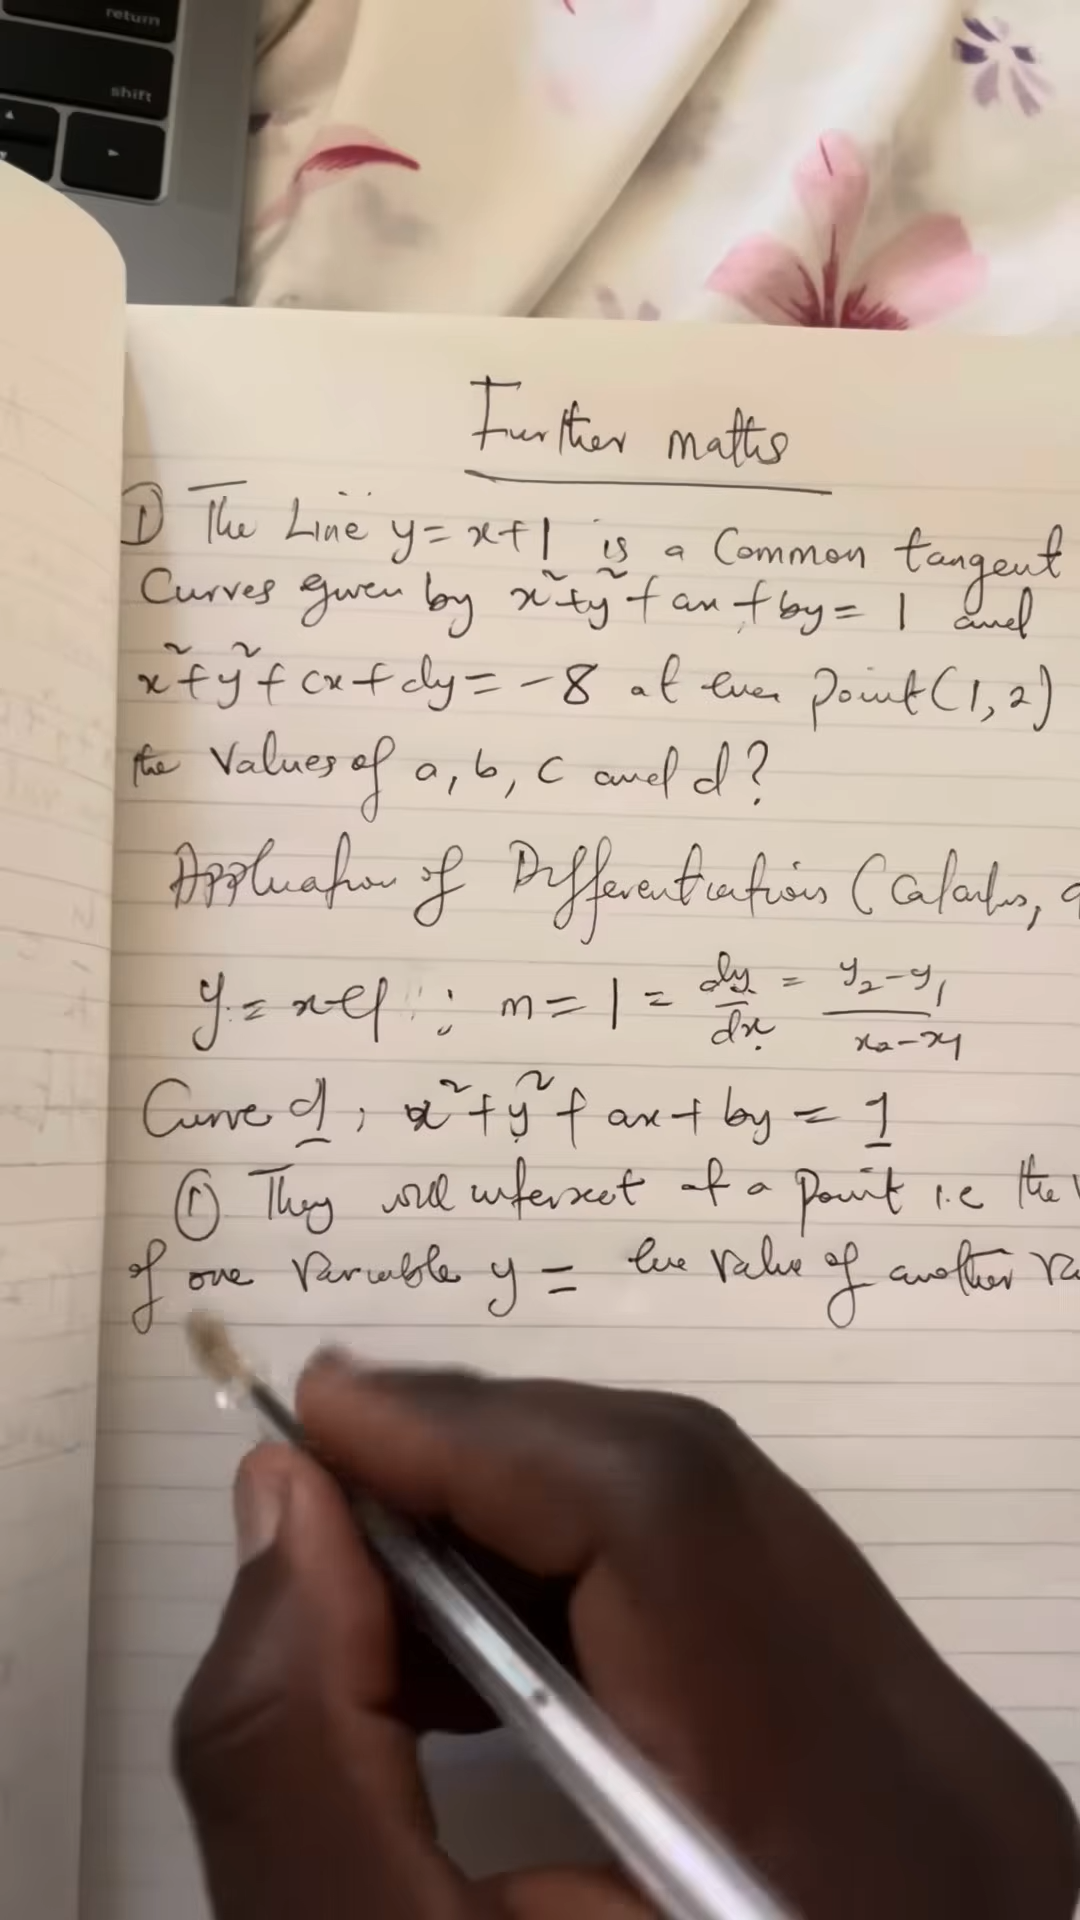 return
shift
Further maths
① The Line y = x + 1 is a Common tangent
Curves given by x² + y² + ax + by = 1 and
x² + y² + cx + dy = -8 at the point (1, 2)
the Values of a, b, c and d?
Application of Differentiations (Calculus,
y = x + 1 ; m = 1 = dy/dx = y₂ - y₁ / x₂ - x₁
Curve 1, x² + y² + ax + by = 1
① They will intersect at a point i.e the
of one Variable y = the value of another